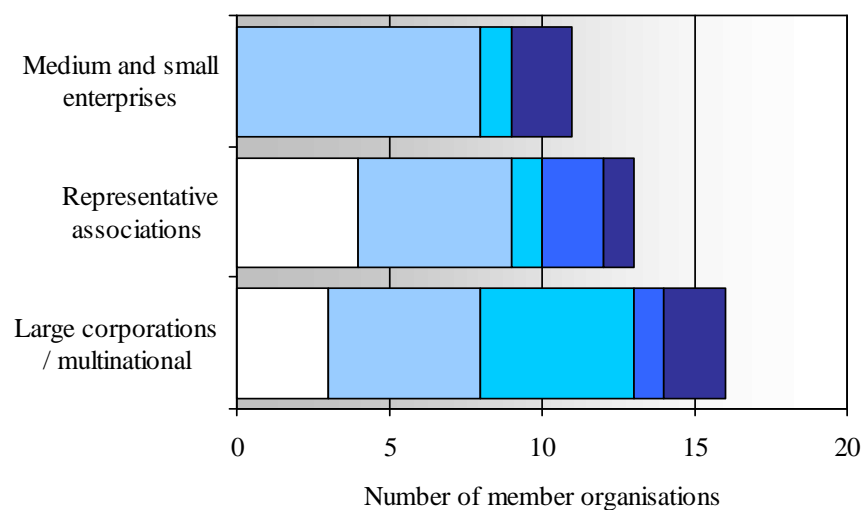 Medium and small
enterprises
Representative
associations
Large corporations
/ multinational
0 5 10 15 20
Number of member organisations